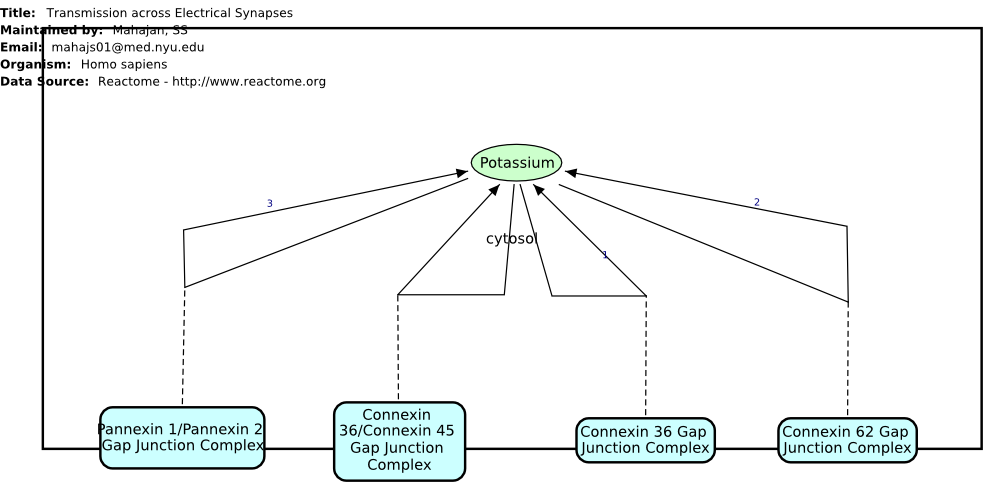 Title: Transmission across Electrical Synapses
Maintained by: Mahajan, SS
Email: mahajs01@med.nyu.edu
Organism: Homo sapiens
Data Source: Reactome - http://www.reactome.org
Potassium
3
2
cytosol
1
Pannexin 1/Pannexin 2
Gap Junction Complex
Connexin
36/Connexin 45
Gap Junction
Complex
Connexin 36 Gap
Junction Complex
Connexin 62 Gap
Junction Complex